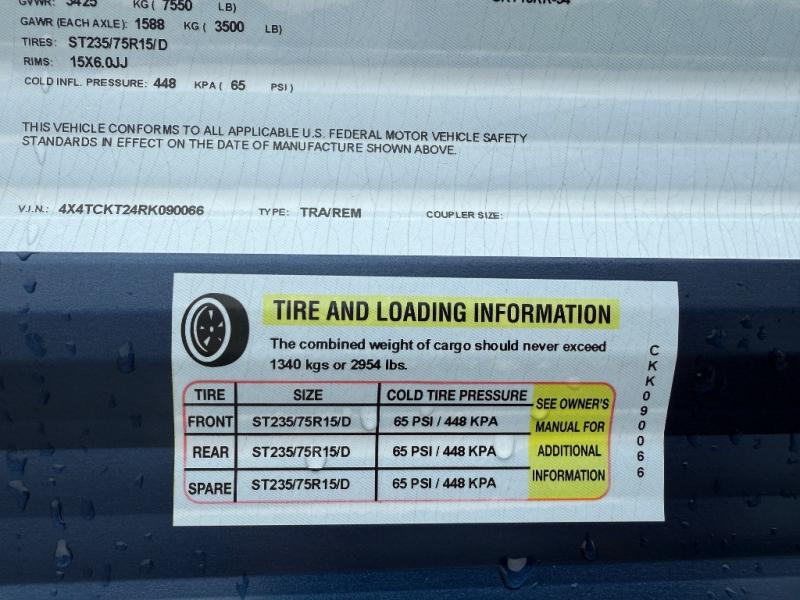 GVWR: 3425 KG ( 7550 LB)
GAWR (EACH AXLE): 1588 KG ( 3500 LB)
TIRES: ST235/75R15/D
RIMS: 15X6.0JJ
COLD INFL. PRESSURE: 448 KPA ( 65 PSI )
THIS VEHICLE CONFORMS TO ALL APPLICABLE U.S. FEDERAL MOTOR VEHICLE SAFETY
STANDARDS IN EFFECT ON THE DATE OF MANUFACTURE SHOWN ABOVE.
V.I.N.: 4X4TCKT24RK090066 TYPE: TRA/REM COUPLER SIZE:
TIRE AND LOADING INFORMATION
The combined weight of cargo should never exceed
1340 kgs or 2954 lbs.
TIRE SIZE COLD TIRE PRESSURE
FRONT ST235/75R15/D 65 PSI / 448 KPA
REAR ST235/75R15/D 65 PSI / 448 KPA
SPARE ST235/75R15/D 65 PSI / 448 KPA
SEE OWNER'S
MANUAL FOR
ADDITIONAL
INFORMATION
CKK090066